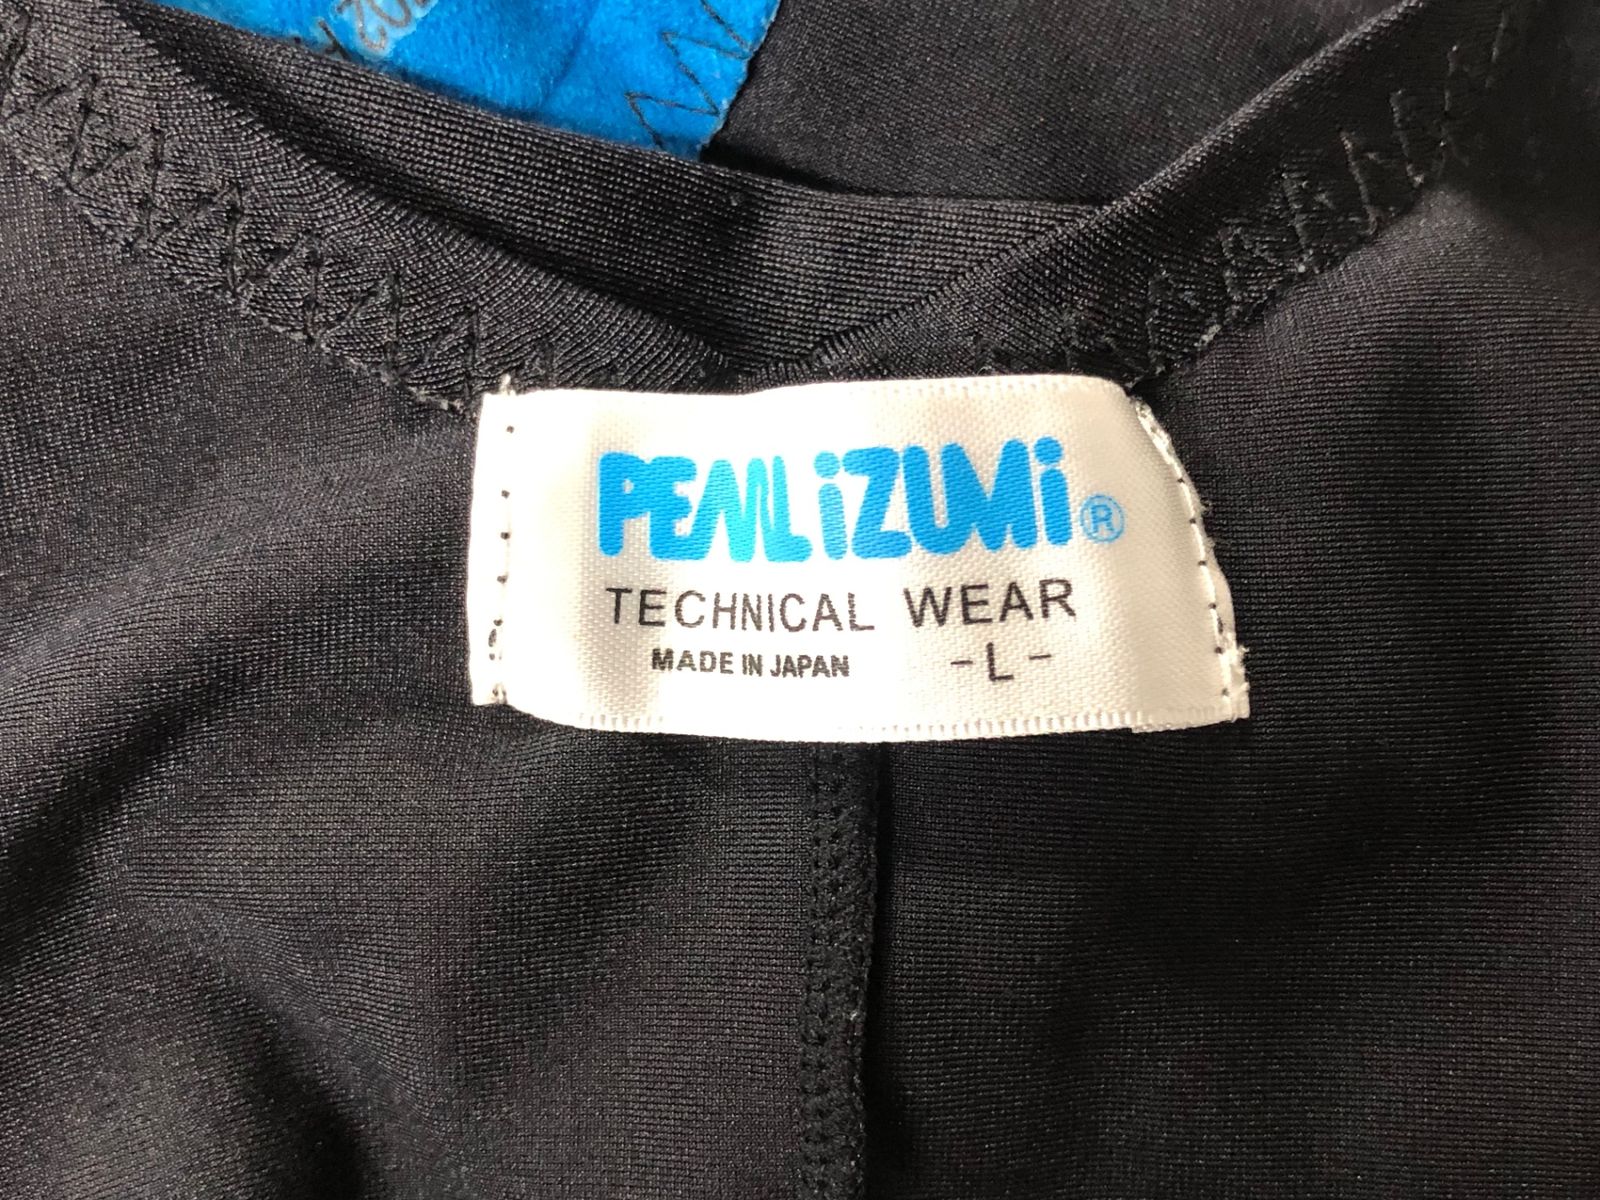 PEARL iZUMi ®
TECHNICAL WEAR
MADE IN JAPAN -L-